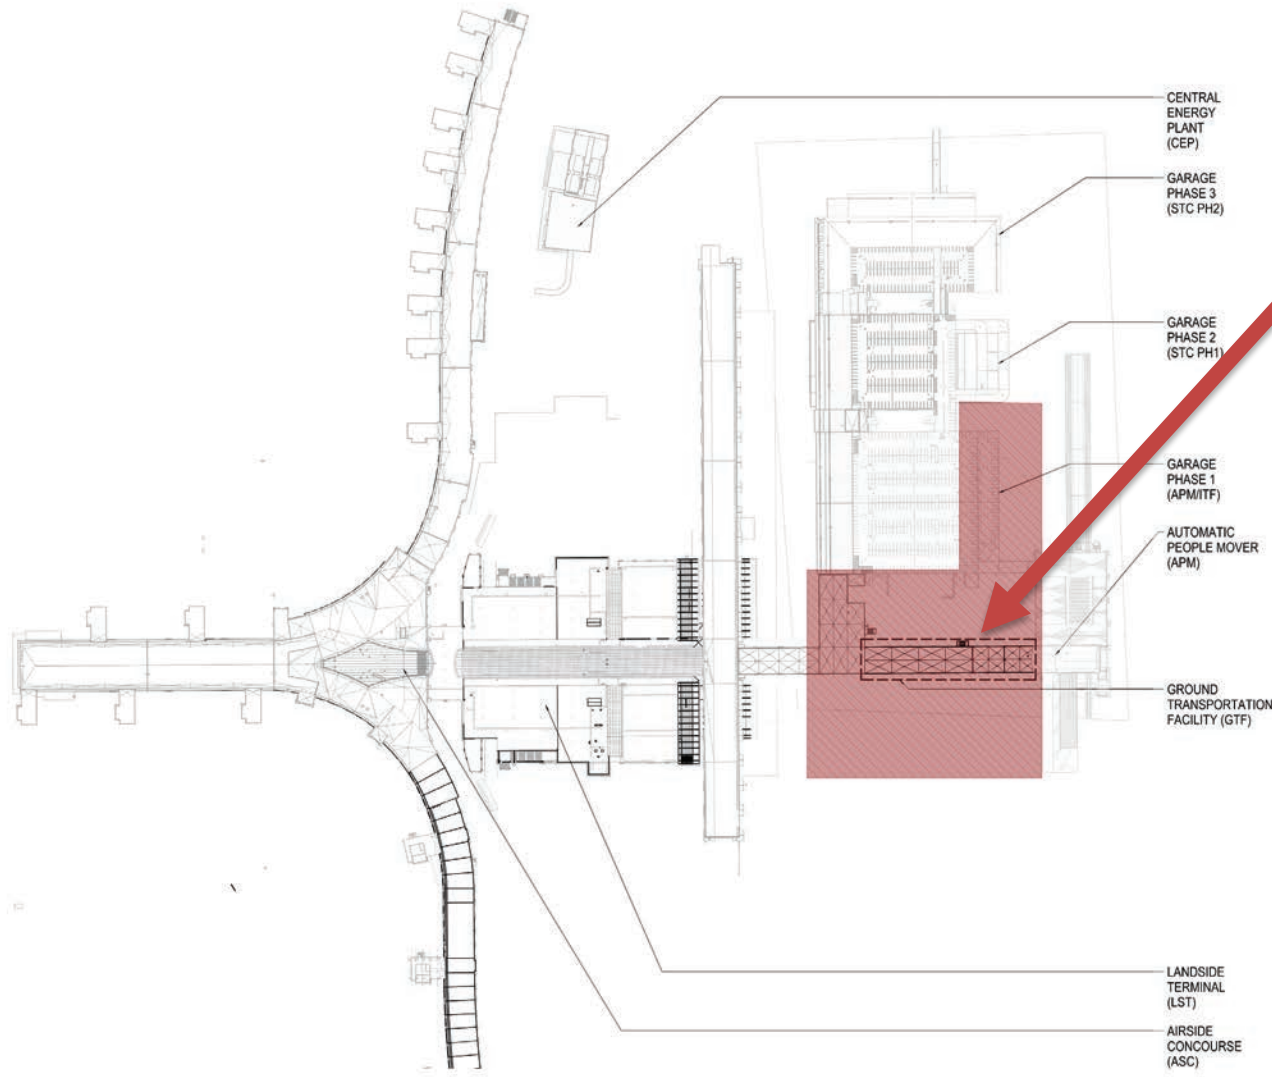 CENTRAL
ENERGY
PLANT
(CEP)
GARAGE
PHASE 3
(STC PH2)
GARAGE
PHASE 2
(STC PH1)
GARAGE
PHASE 1
(APM/ITF)
AUTOMATIC
PEOPLE MOVER
(APM)
GROUND
TRANSPORTATION
FACILITY (GTF)
LANDSIDE
TERMINAL
(LST)
AIRSIDE
CONCOURSE
(ASC)